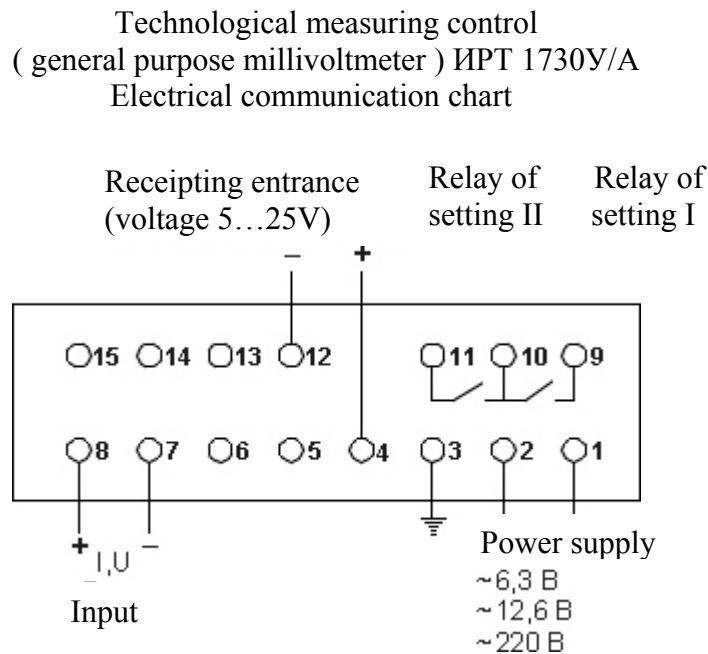 Technological measuring control
( general purpose millivoltmeter ) ИРТ 1730У/А
Electrical communication chart
Receipting entrance
(voltage 5…25V)
Relay of
setting II
Relay of
setting I
− +
15 14 13 12 11 10 9
8 7 6 5 4 3 2 1
+ I,U −
Input
Power supply
~6,3 В
~12,6 В
~220 В